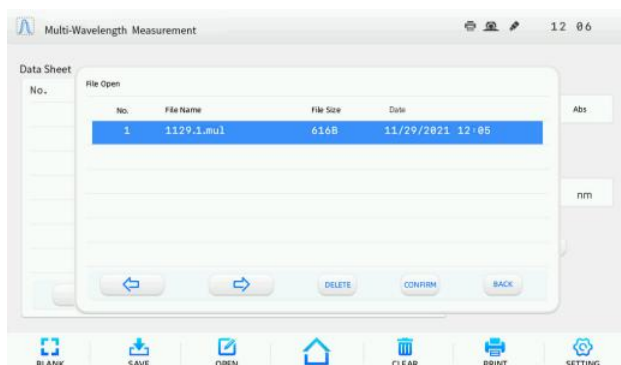 Multi-Wavelength Measurement 12 06
Data Sheet
No.
File Open
No. File Name File Size Date
Abs
1 1129.1.mul 616B 11/29/2021 12:05
nm
DELETE CONFIRM BACK
BLANK SAVE OPEN CLEAR PRINT SETTING